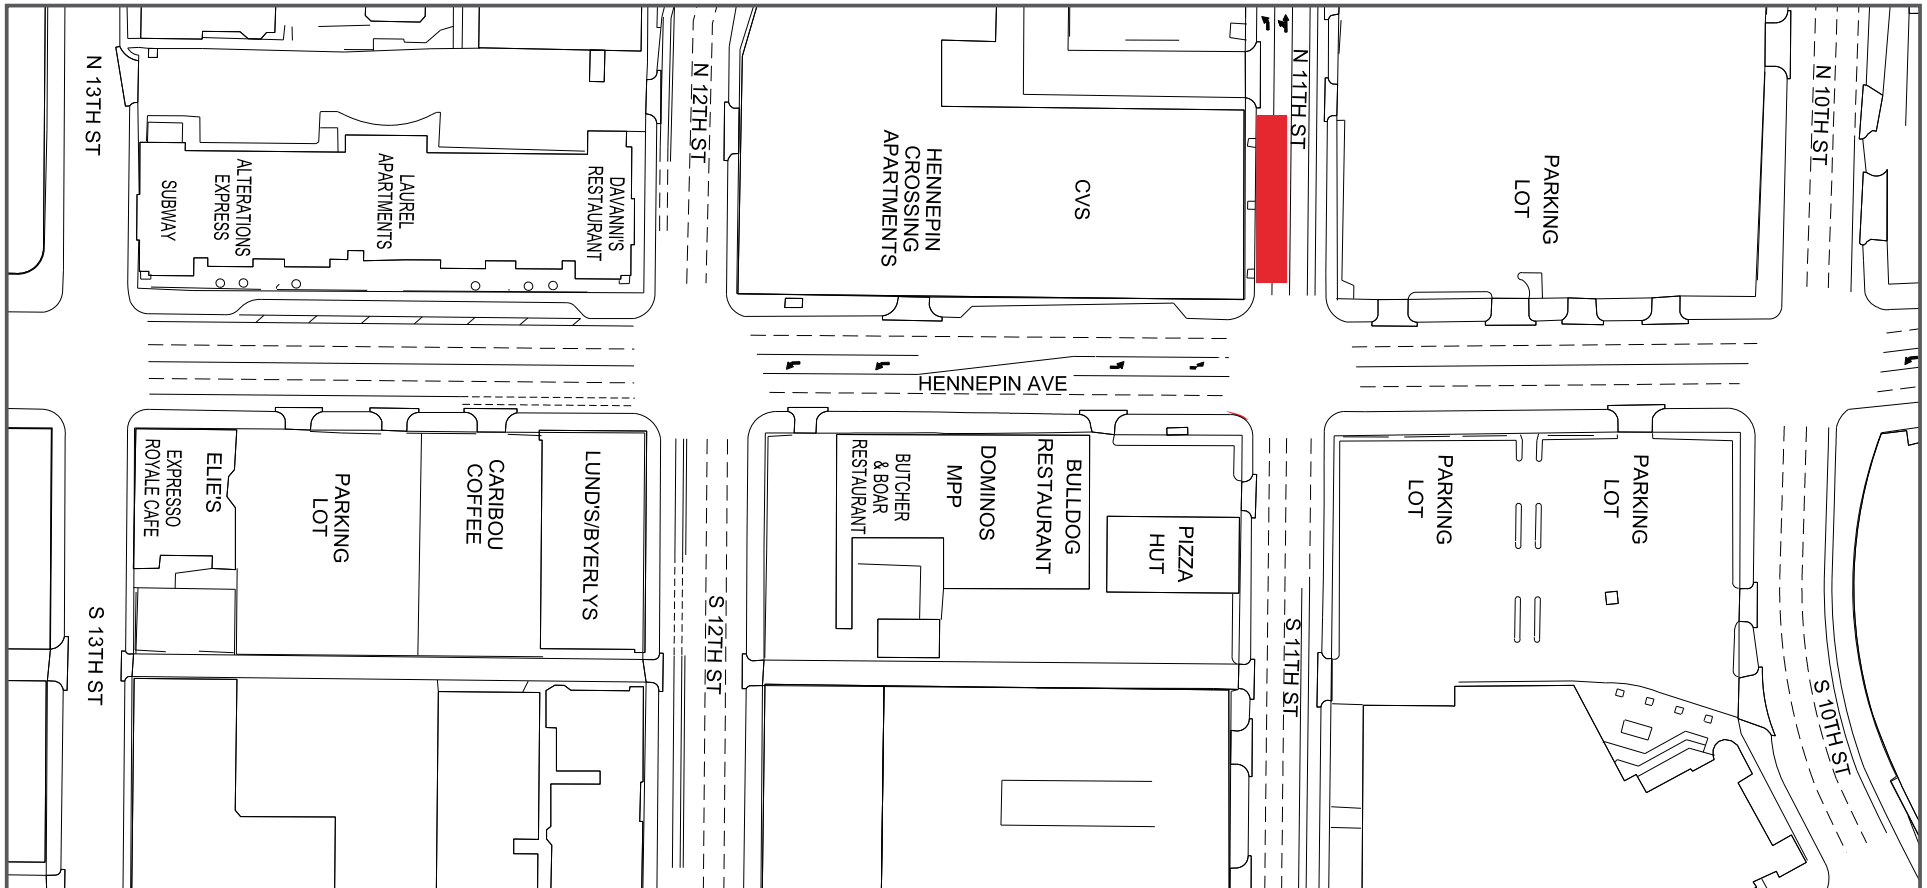 N 13TH ST
N 12TH ST
N 11TH ST
N 10TH ST
SUBWAY
ALTERATIONS
EXPRESS
LAUREL
APARTMENTS
DAVANNI'S
RESTAURANT
HENNEPIN
CROSSING
APARTMENTS
CVS
PARKING
LOT
HENNEPIN AVE
ELIE'S
EXPRESSO
ROYALE CAFE
PARKING
LOT
CARIBOU
COFFEE
LUND'S/BYERLYS
BUTCHER
& BOAR
RESTAURANT
DOMINOS
MPP
BULLDOG
RESTAURANT
PIZZA
HUT
PARKING
LOT
PARKING
LOT
S 13TH ST
S 12TH ST
S 11TH ST
S 10TH ST